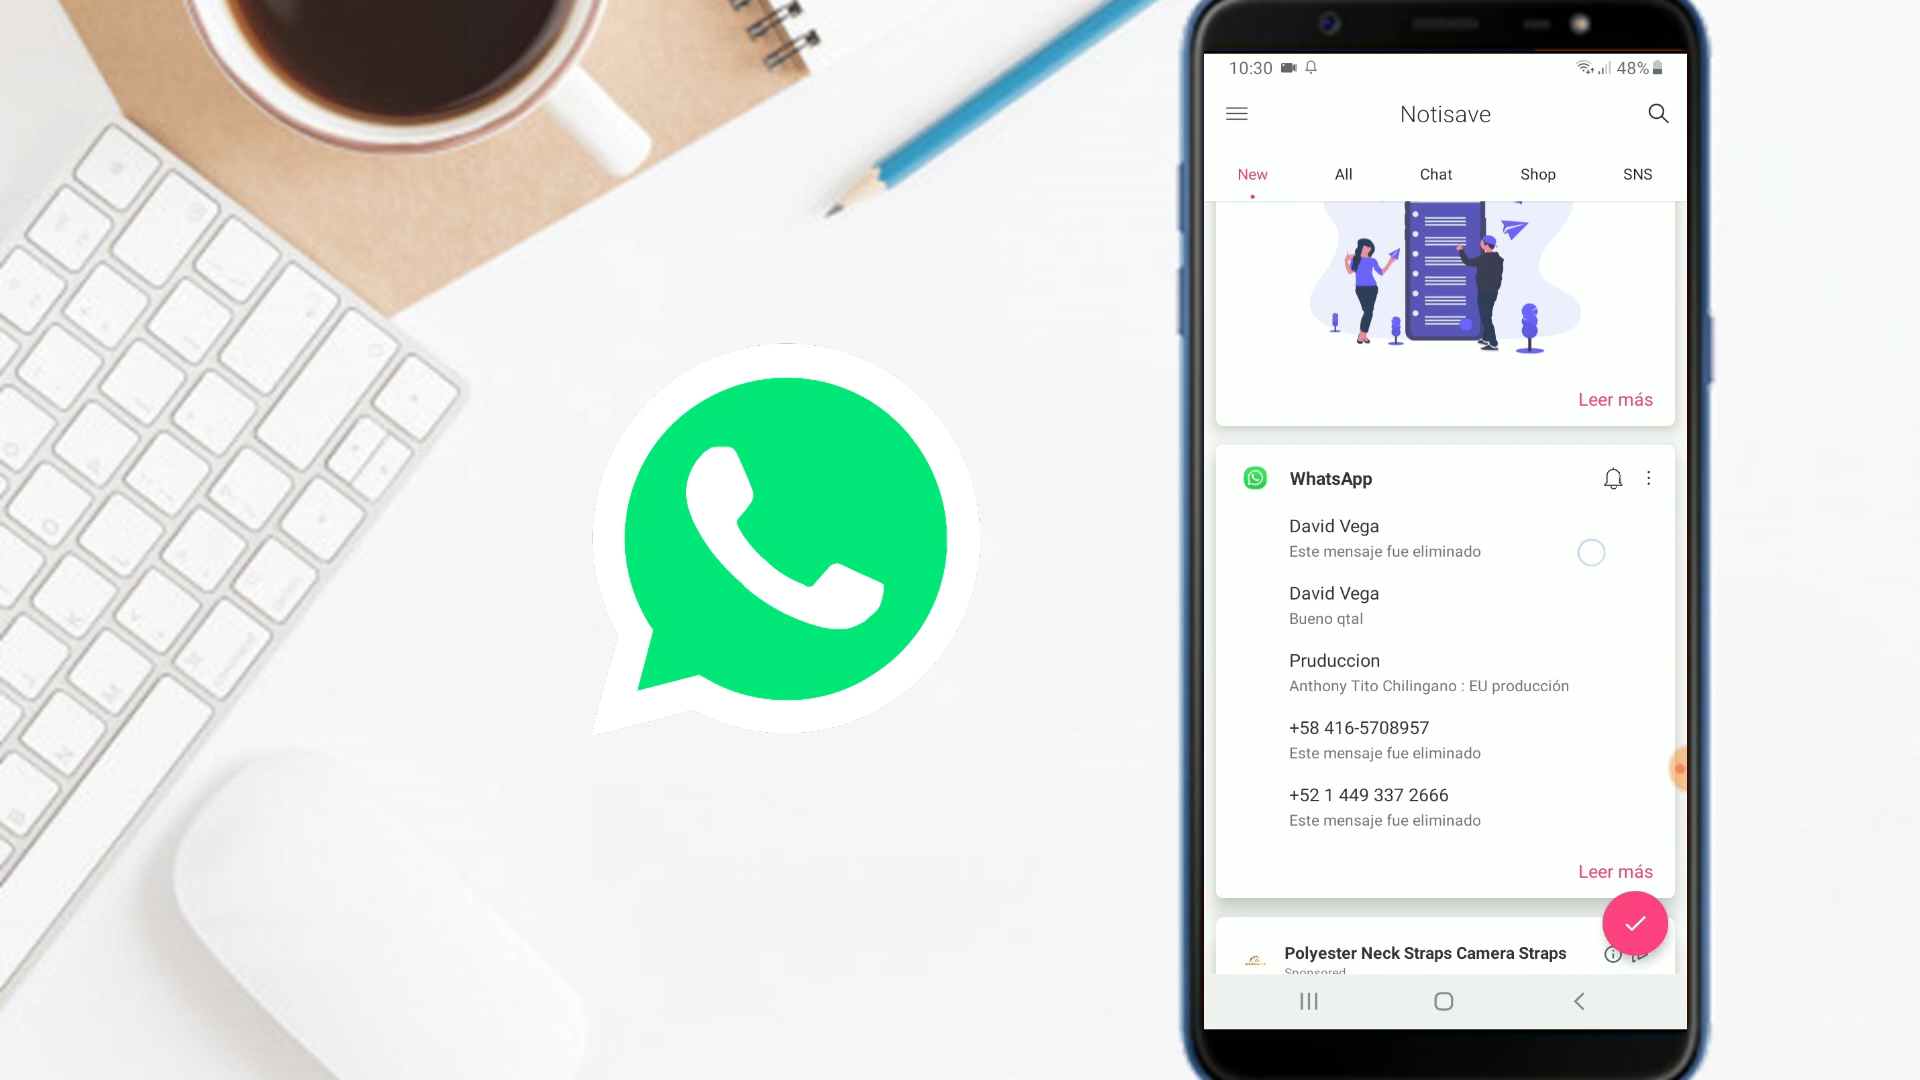 10:30
48%
Notisave
New All Chat Shop SNS
Leer más
WhatsApp
David Vega
Este mensaje fue eliminado
David Vega
Bueno qtal
Pruduccion
Anthony Tito Chilingano : EU producción
+58 416-5708957
Este mensaje fue eliminado
+52 1 449 337 2666
Este mensaje fue eliminado
Leer más
Polyester Neck Straps Camera Straps
Sponsored